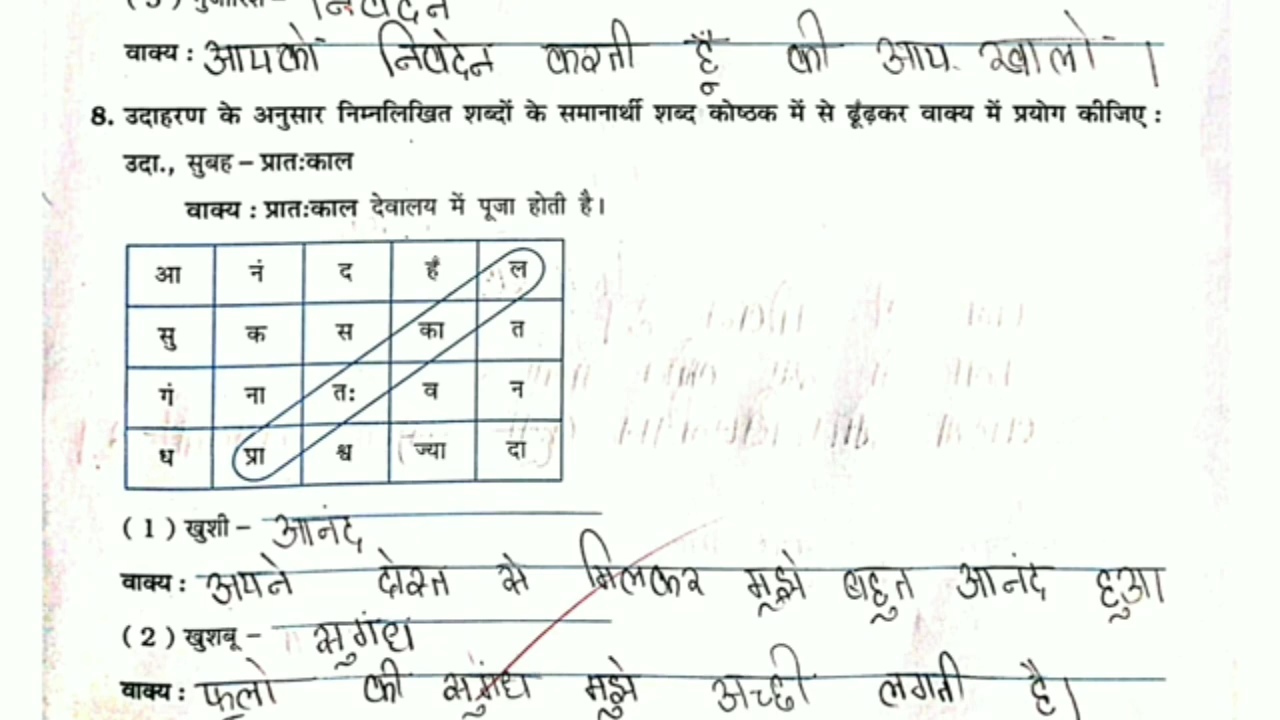 ( 3 ) गुजारिश – निवेदन
वाक्य : आपको निवेदन करती हूँ की आप खालो ।
8. उदाहरण के अनुसार निम्नलिखित शब्दों के समानार्थी शब्द कोष्ठक में से ढूंढ़कर वाक्य में प्रयोग कीजिए :
उदा., सुबह – प्रातःकाल
वाक्य : प्रातःकाल देवालय में पूजा होती है।
आ नं द हँ ल
सु क स का त
गं ना तः व न
ध प्रा श्व ज्या दा
( 1 ) खुशी – आनंद
वाक्य : अपने दोस्त से मिलकर मुझे बहुत आनंद हुआ
( 2 ) खुशबू – सुगंध
वाक्य : फूलो की सुगंध मुझे अच्छी लगती है।